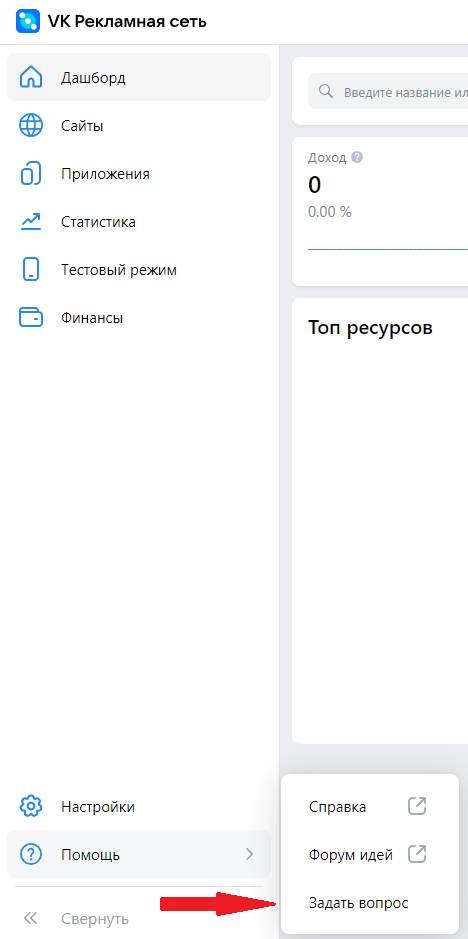 VK Рекламная сеть
Дашборд
Сайты
Приложения
Статистика
Тестовый режим
Финансы
Введите название ил
Доход
0
0.00 %
Топ ресурсов
Настройки
Помощь
Свернуть
Справка
Форум идей
Задать вопрос